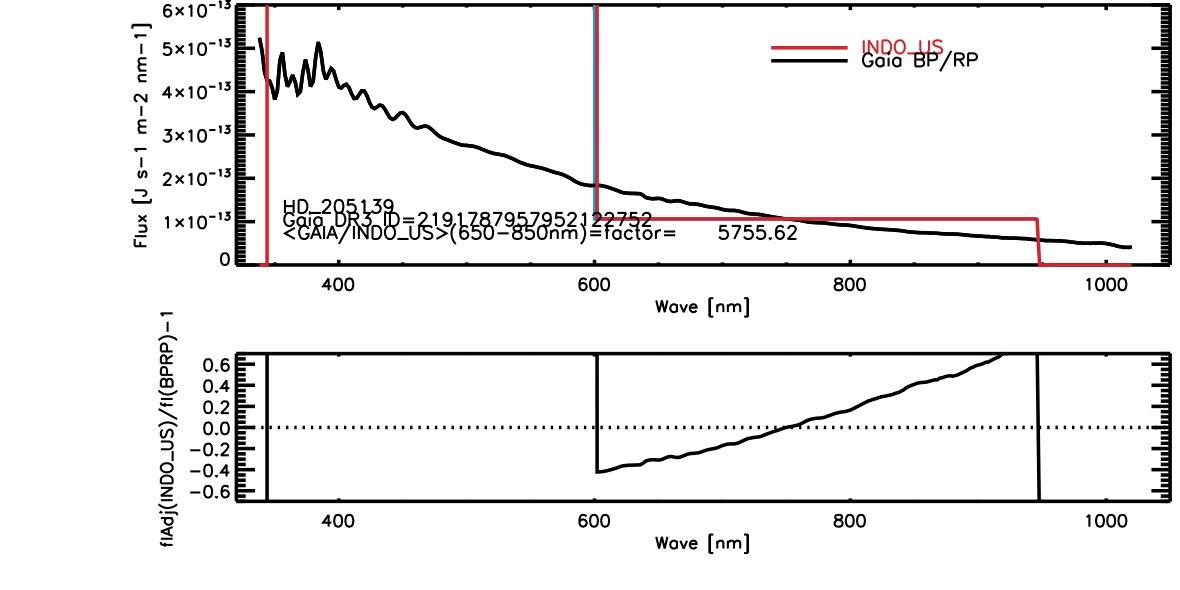 6×10−13
5×10−13
4×10−13
3×10−13
2×10−13
1×10−13
0
Flux [J s−1 m−2 nm−1]
INDO_US
Gaia BP/RP
HD_205139
Gaia DR3 ID=2191787957952122752
<GAIA/INDO_US>(650−850nm)=factor= 5755.62
400 600 800 1000
Wave [nm]
flAdj(INDO_US)/fl(BPRP)−1
0.6
0.4
0.2
0.0
−0.2
−0.4
−0.6
400 600 800 1000
Wave [nm]